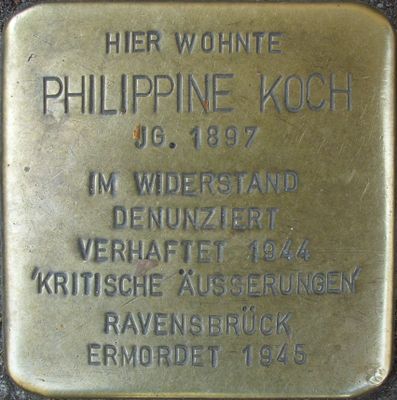 HIER WOHNTE
PHILIPPINE KOCH
JG. 1897
IM WIDERSTAND
DENUNZIERT
VERHAFTET 1944
'KRITISCHE ÄUSSERUNGEN'
RAVENSBRÜCK
ERMORDET 1945